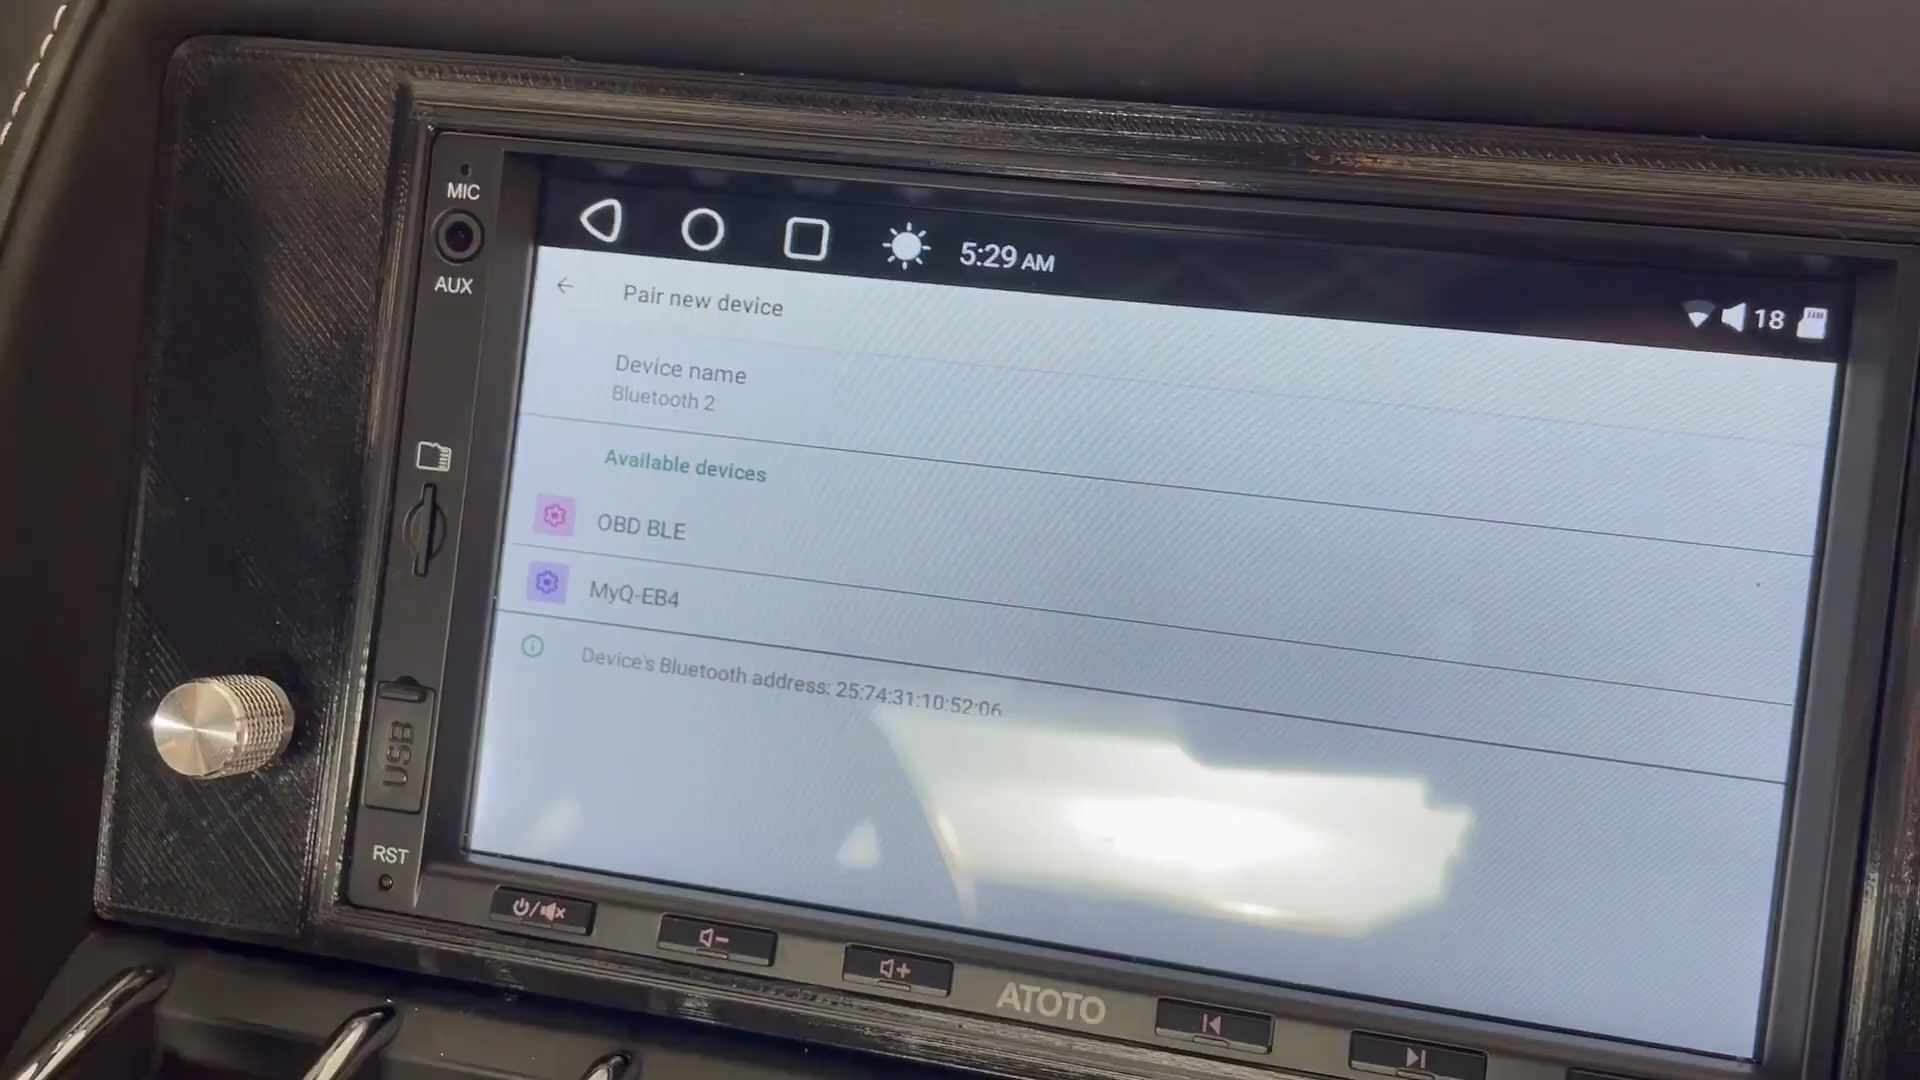 MIC
AUX
5:29 AM
18
Pair new device
Device name
Bluetooth 2
Available devices
OBD BLE
MyQ-EB4
Device's Bluetooth address: 25:74:31:10:52:06
USB
RST
ATOTO